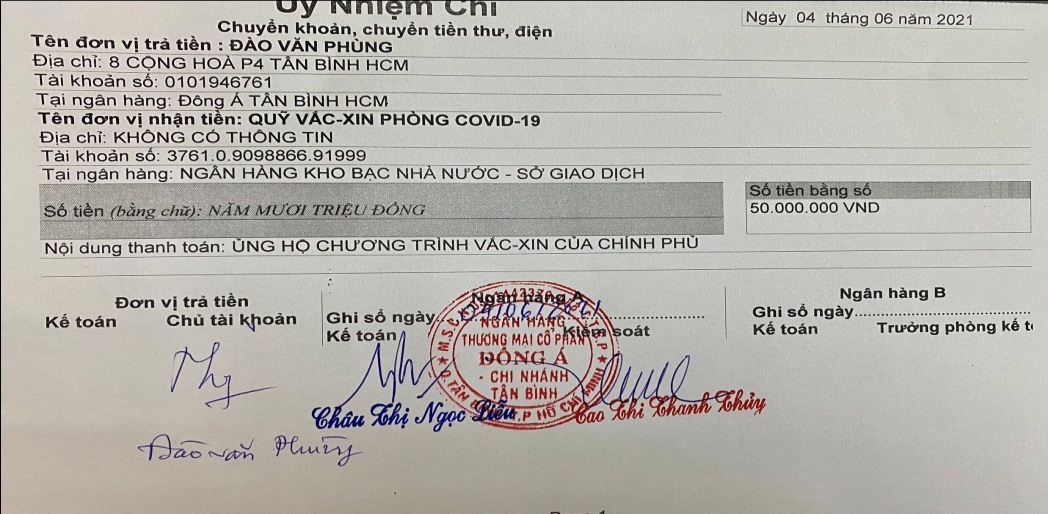 Ủy Nhiệm Chi
Chuyển khoản, chuyển tiền thư, điện
Ngày 04 tháng 06 năm 2021
Tên đơn vị trả tiền : ĐÀO VĂN PHÙNG
Địa chỉ: 8 CỘNG HOÀ P4 TÂN BÌNH HCM
Tài khoản số: 0101946761
Tại ngân hàng: Đông Á TÂN BÌNH HCM
Tên đơn vị nhận tiền: QUỸ VẮC-XIN PHÒNG COVID-19
Địa chỉ: KHÔNG CÓ THÔNG TIN
Tài khoản số: 3761.0.9098866.91999
Tại ngân hàng: NGÂN HÀNG KHO BẠC NHÀ NƯỚC - SỞ GIAO DỊCH
Số tiền bằng số
Số tiền (bằng chữ): NĂM MƯƠI TRIỆU ĐỒNG
50.000.000 VND
Nội dung thanh toán: ỦNG HỘ CHƯƠNG TRÌNH VẮC-XIN CỦA CHÍNH PHỦ
Đơn vị trả tiền
Ngân hàng A
Ngân hàng B
Kế toán Chủ tài khoản
Ghi sổ ngày
Kế toán Kiểm soát
Ghi sổ ngày
Kế toán Trưởng phòng kế t
NGÂN HÀNG
THƯƠNG MẠI CỔ PHẦN
ĐÔNG Á
- CHI NHÁNH
TÂN BÌNH
T.P HỒ CHÍ MINH
Châu Thị Ngọc Diễu
Cao Thị Thanh Thủy
Đào Văn Phùng